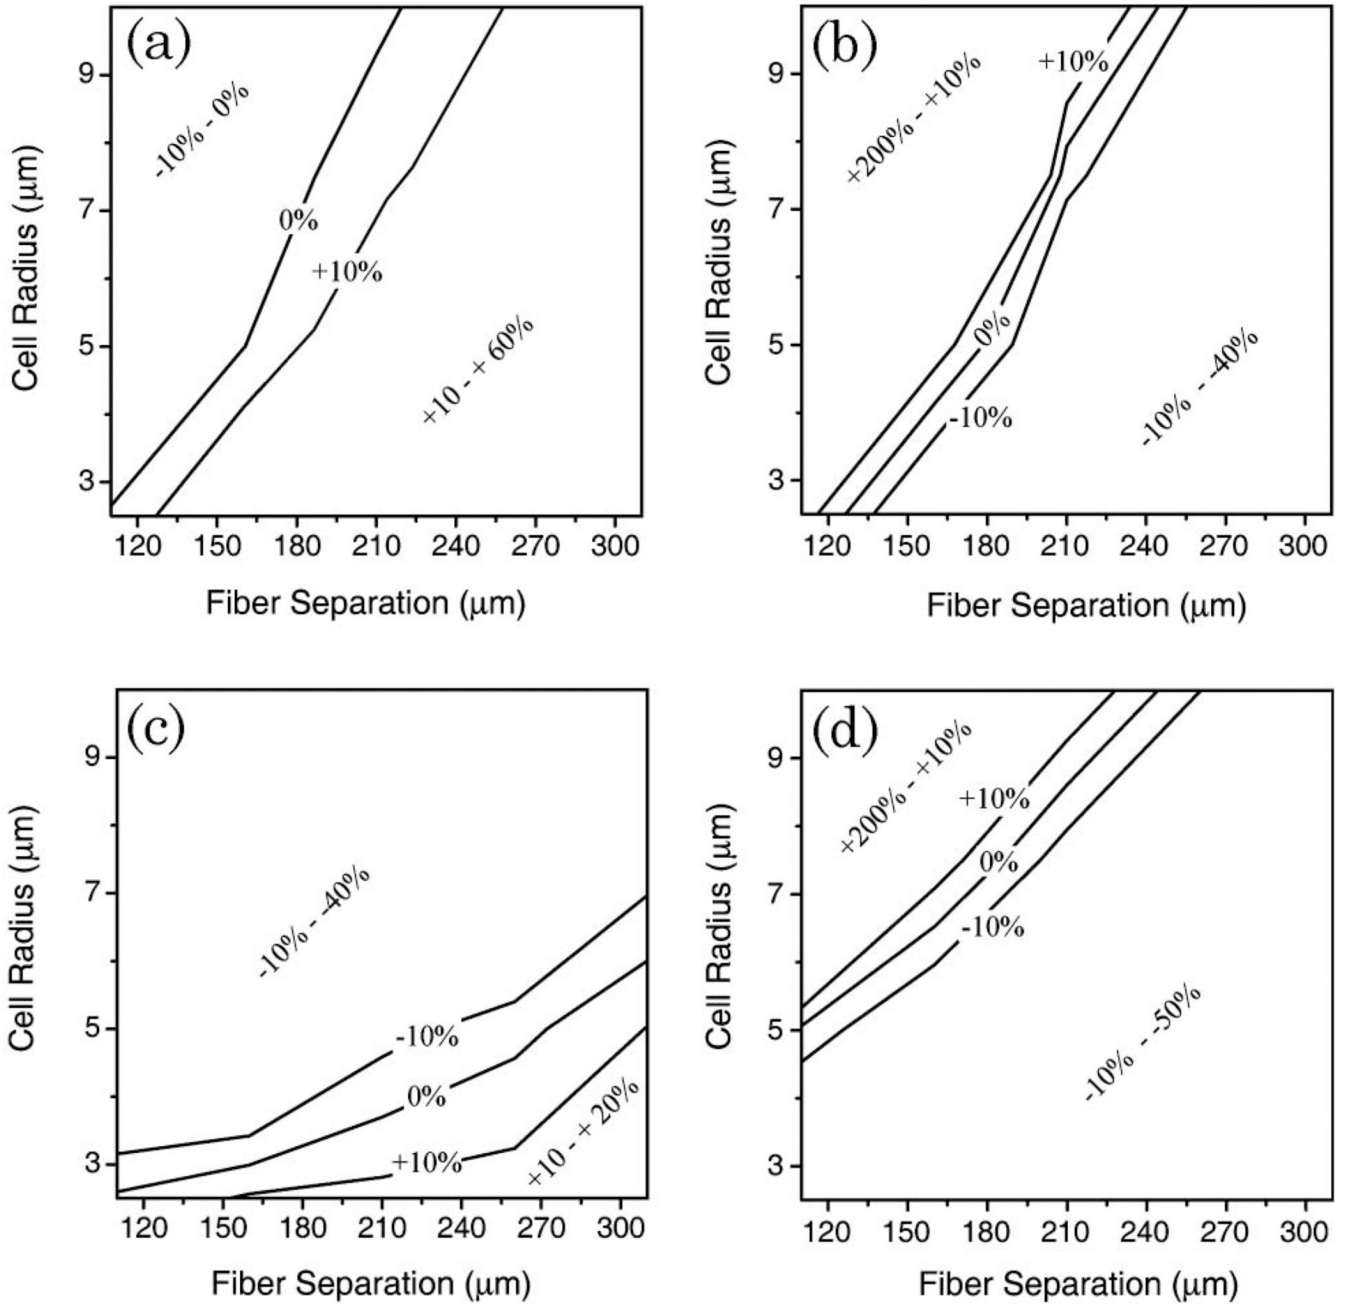 (a)
-10% - 0%
0%
+10%
+10 - + 60%
9
7
5
3
Cell Radius (μm)
120 150 180 210 240 270 300
Fiber Separation (μm)
(b)
+200% - +10%
+10%
0%
-10%
-10% - -40%
9
7
5
3
Cell Radius (μm)
120 150 180 210 240 270 300
Fiber Separation (μm)
(c)
-10% - -40%
-10%
0%
+10%
+10 - + 20%
9
7
5
3
Cell Radius (μm)
120 150 180 210 240 270 300
Fiber Separation (μm)
(d)
+200% - +10%
+10%
0%
-10%
-10% - -50%
9
7
5
3
Cell Radius (μm)
120 150 180 210 240 270 300
Fiber Separation (μm)